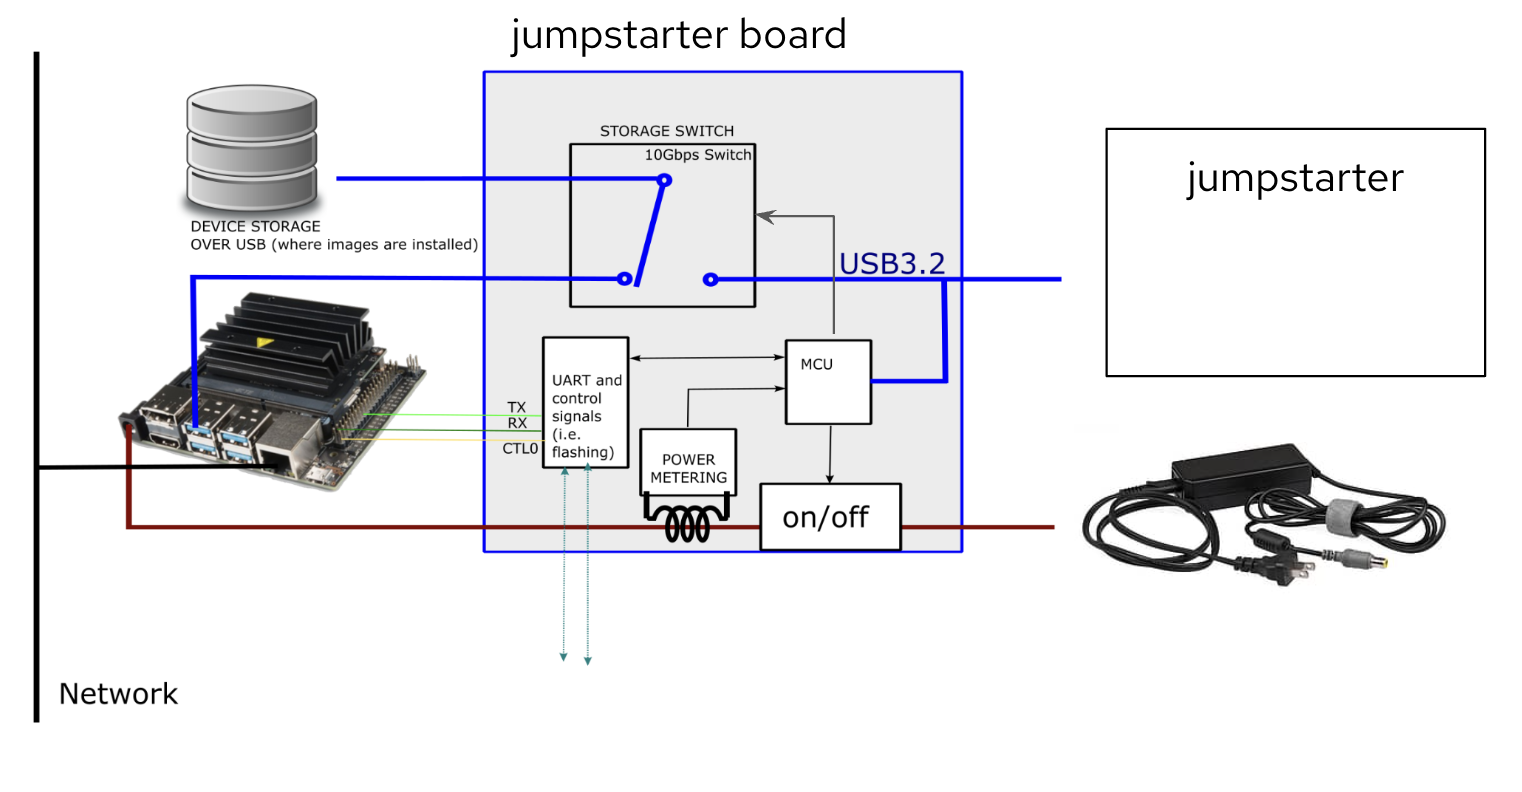 jumpstarter board
STORAGE SWITCH
10Gbps Switch
jumpstarter
DEVICE STORAGE
OVER USB (where images are installed)
USB3.2
UART and
control
signals
(i.e.
flashing)
MCU
TX
RX
CTL0
POWER
METERING
on/off
Network